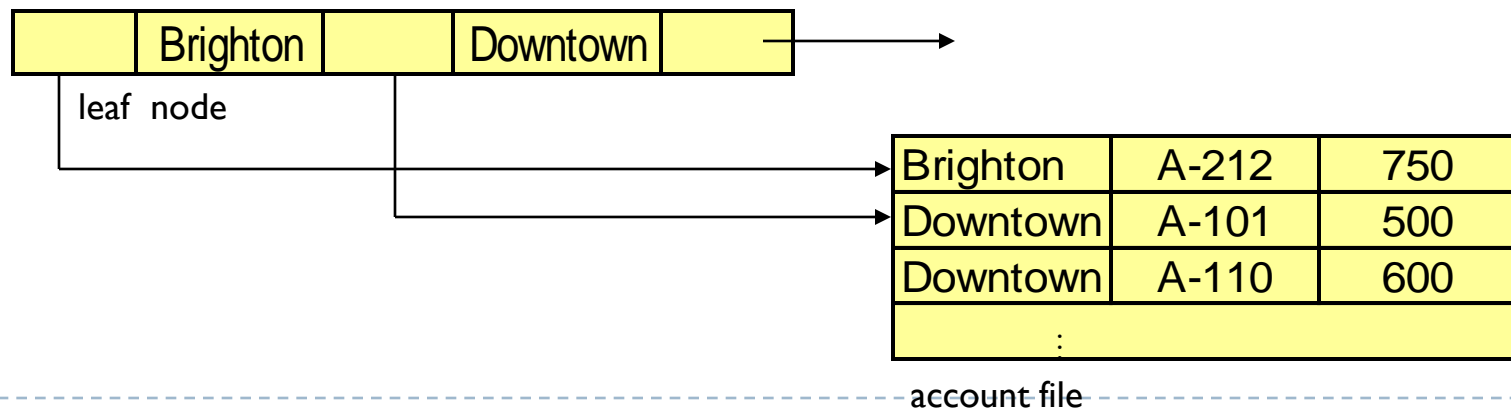 Brighton Downtown
leaf node
Brighton A-212 750
Downtown A-101 500
Downtown A-110 600
⋮
account file